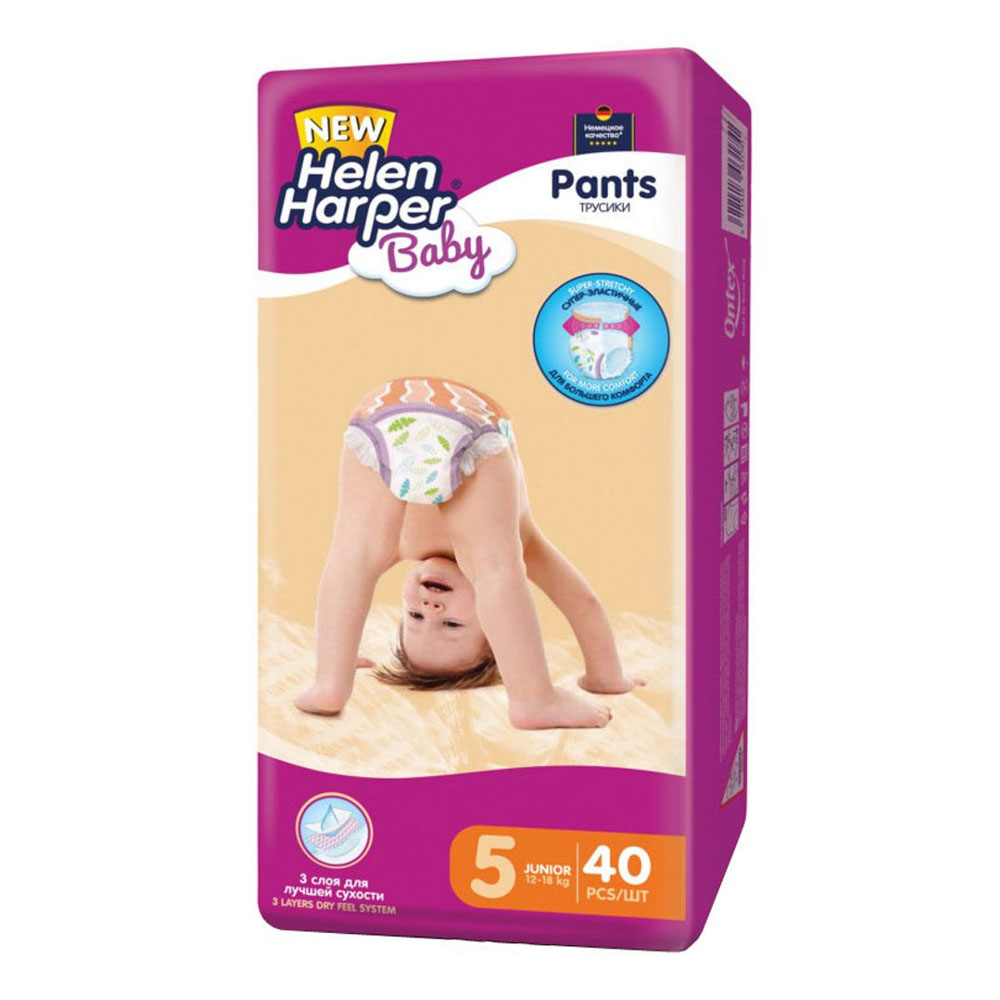 NEW
Helen
Harper®
Baby
Немецкое
качество*
Pants
ТРУСИКИ
SUPER-STRETCHY
СУПЕР-ЭЛАСТИЧНЫЕ
FOR MORE COMFORT
ДЛЯ БОЛЬШЕГО КОМФОРТА
3 слоя для
лучшей сухости
3 LAYERS DRY FEEL SYSTEM
5
JUNIOR
12-18 kg
40
PCS/ШТ
Ontex